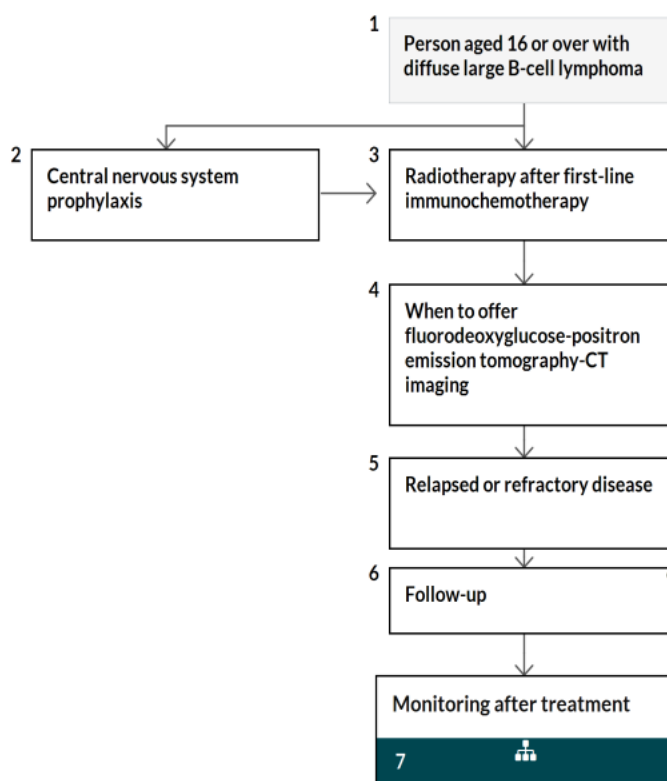 1
Person aged 16 or over with
diffuse large B-cell lymphoma
2
Central nervous system
prophylaxis
3
Radiotherapy after first-line
immunochemotherapy
4
When to offer
fluorodeoxyglucose-positron
emission tomography-CT
imaging
5
Relapsed or refractory disease
6
Follow-up
Monitoring after treatment
7